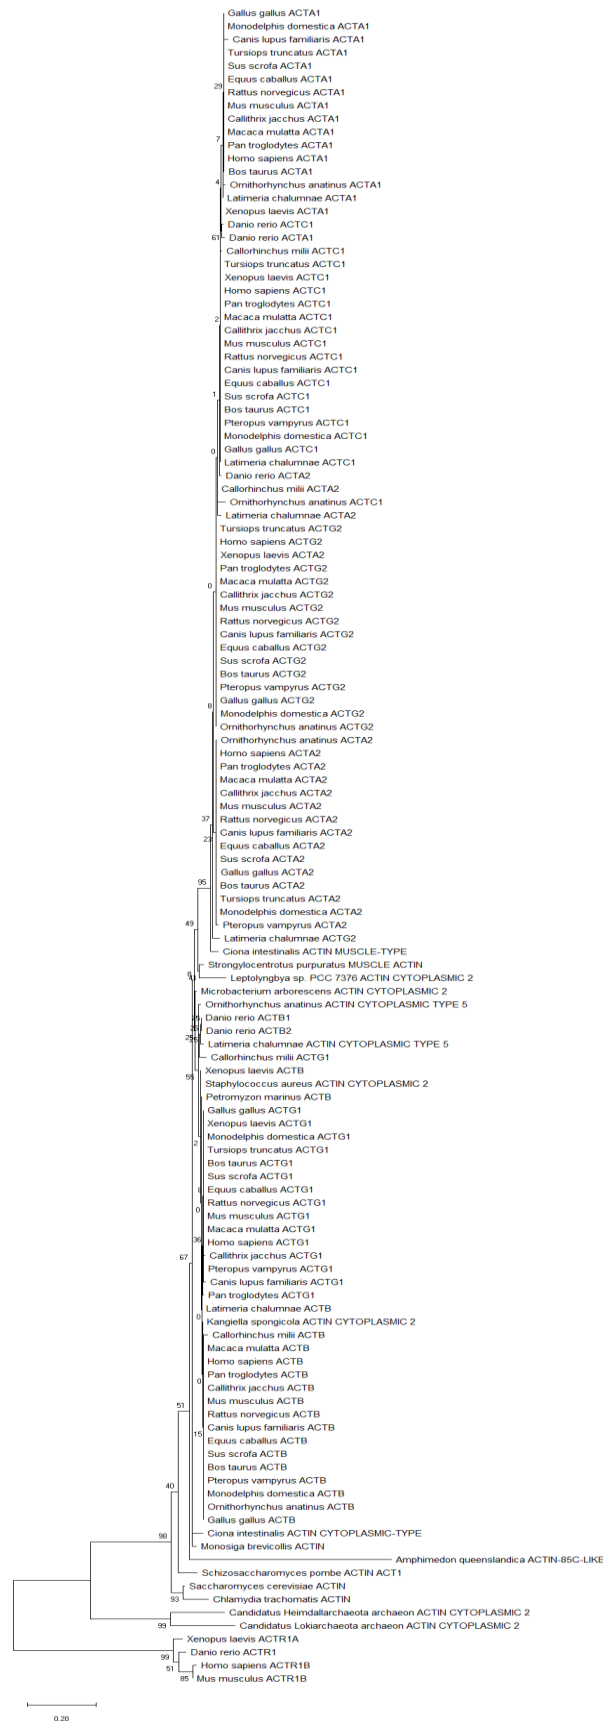 Gallus gallus ACTA1
Monodelphis domestica ACTA1
Canis lupus familiaris ACTA1
Tursiops truncatus ACTA1
Sus scrofa ACTA1
Equus caballus ACTA1
29
Rattus norvegicus ACTA1
Mus musculus ACTA1
Callithrix jacchus ACTA1
Macaca mulatta ACTA1
7
Pan troglodytes ACTA1
Homo sapiens ACTA1
Bos taurus ACTA1
4
Ornithorhynchus anatinus ACTA1
Latimeria chalumnae ACTA1
Xenopus laevis ACTA1
Danio rerio ACTC1
61
Danio rerio ACTA1
Callorhinchus milii ACTC1
Tursiops truncatus ACTC1
Xenopus laevis ACTC1
Homo sapiens ACTC1
Pan troglodytes ACTC1
2
Macaca mulatta ACTC1
Callithrix jacchus ACTC1
Mus musculus ACTC1
Rattus norvegicus ACTC1
Canis lupus familiaris ACTC1
Equus caballus ACTC1
1
Sus scrofa ACTC1
Bos taurus ACTC1
Pteropus vampyrus ACTC1
Monodelphis domestica ACTC1
0
Gallus gallus ACTC1
Latimeria chalumnae ACTC1
Danio rerio ACTA2
Callorhinchus milii ACTA2
Ornithorhynchus anatinus ACTC1
Latimeria chalumnae ACTA2
Tursiops truncatus ACTG2
Homo sapiens ACTG2
Xenopus laevis ACTA2
Pan troglodytes ACTG2
0
Macaca mulatta ACTG2
Callithrix jacchus ACTG2
Mus musculus ACTG2
Rattus norvegicus ACTG2
Canis lupus familiaris ACTG2
Equus caballus ACTG2
Sus scrofa ACTG2
Bos taurus ACTG2
Pteropus vampyrus ACTG2
8
Gallus gallus ACTG2
Monodelphis domestica ACTG2
Ornithorhynchus anatinus ACTG2
Ornithorhynchus anatinus ACTA2
Homo sapiens ACTA2
Pan troglodytes ACTA2
Macaca mulatta ACTA2
Callithrix jacchus ACTA2
Mus musculus ACTA2
37
Rattus norvegicus ACTA2
23
Canis lupus familiaris ACTA2
Equus caballus ACTA2
Sus scrofa ACTA2
Gallus gallus ACTA2
95
Bos taurus ACTA2
Tursiops truncatus ACTA2
Monodelphis domestica ACTA2
49
Pteropus vampyrus ACTA2
Latimeria chalumnae ACTG2
Ciona intestinalis ACTIN MUSCLE-TYPE
Strongylocentrotus purpuratus MUSCLE ACTIN
Leptolyngbya sp. PCC 7376 ACTIN CYTOPLASMIC 2
Microbacterium arborescens ACTIN CYTOPLASMIC 2
Ornithorhynchus anatinus ACTIN CYTOPLASMIC TYPE 5
Danio rerio ACTB1
Danio rerio ACTB2
Latimeria chalumnae ACTIN CYTOPLASMIC TYPE 5
Callorhinchus milii ACTG1
Xenopus laevis ACTB
55
Staphylococcus aureus ACTIN CYTOPLASMIC 2
Petromyzon marinus ACTB
Gallus gallus ACTG1
Xenopus laevis ACTG1
Monodelphis domestica ACTG1
2
Tursiops truncatus ACTG1
Bos taurus ACTG1
Sus scrofa ACTG1
Equus caballus ACTG1
Rattus norvegicus ACTG1
0
Mus musculus ACTG1
Macaca mulatta ACTG1
36
Homo sapiens ACTG1
67
Callithrix jacchus ACTG1
Pteropus vampyrus ACTG1
Canis lupus familiaris ACTG1
Pan troglodytes ACTG1
Latimeria chalumnae ACTB
0
Kangiella spongicola ACTIN CYTOPLASMIC 2
Callorhinchus milii ACTB
Macaca mulatta ACTB
Homo sapiens ACTB
Pan troglodytes ACTB
0
Callithrix jacchus ACTB
Mus musculus ACTB
51
Rattus norvegicus ACTB
Canis lupus familiaris ACTB
15
Equus caballus ACTB
Sus scrofa ACTB
Bos taurus ACTB
Pteropus vampyrus ACTB
40
Monodelphis domestica ACTB
Ornithorhynchus anatinus ACTB
Gallus gallus ACTB
98
Ciona intestinalis ACTIN CYTOPLASMIC-TYPE
Monosiga brevicollis ACTIN
Amphimedon queenslandica ACTIN-85C-LIKE
Schizosaccharomyces pombe ACTIN ACT1
Saccharomyces cerevisiae ACTIN
93
Chlamydia trachomatis ACTIN
Candidatus Heimdallarchaeota archaeon ACTIN CYTOPLASMIC 2
99
Candidatus Lokiarchaeota archaeon ACTIN CYTOPLASMIC 2
Xenopus laevis ACTR1A
99
Danio rerio ACTR1
51
Homo sapiens ACTR1B
85
Mus musculus ACTR1B
0.20